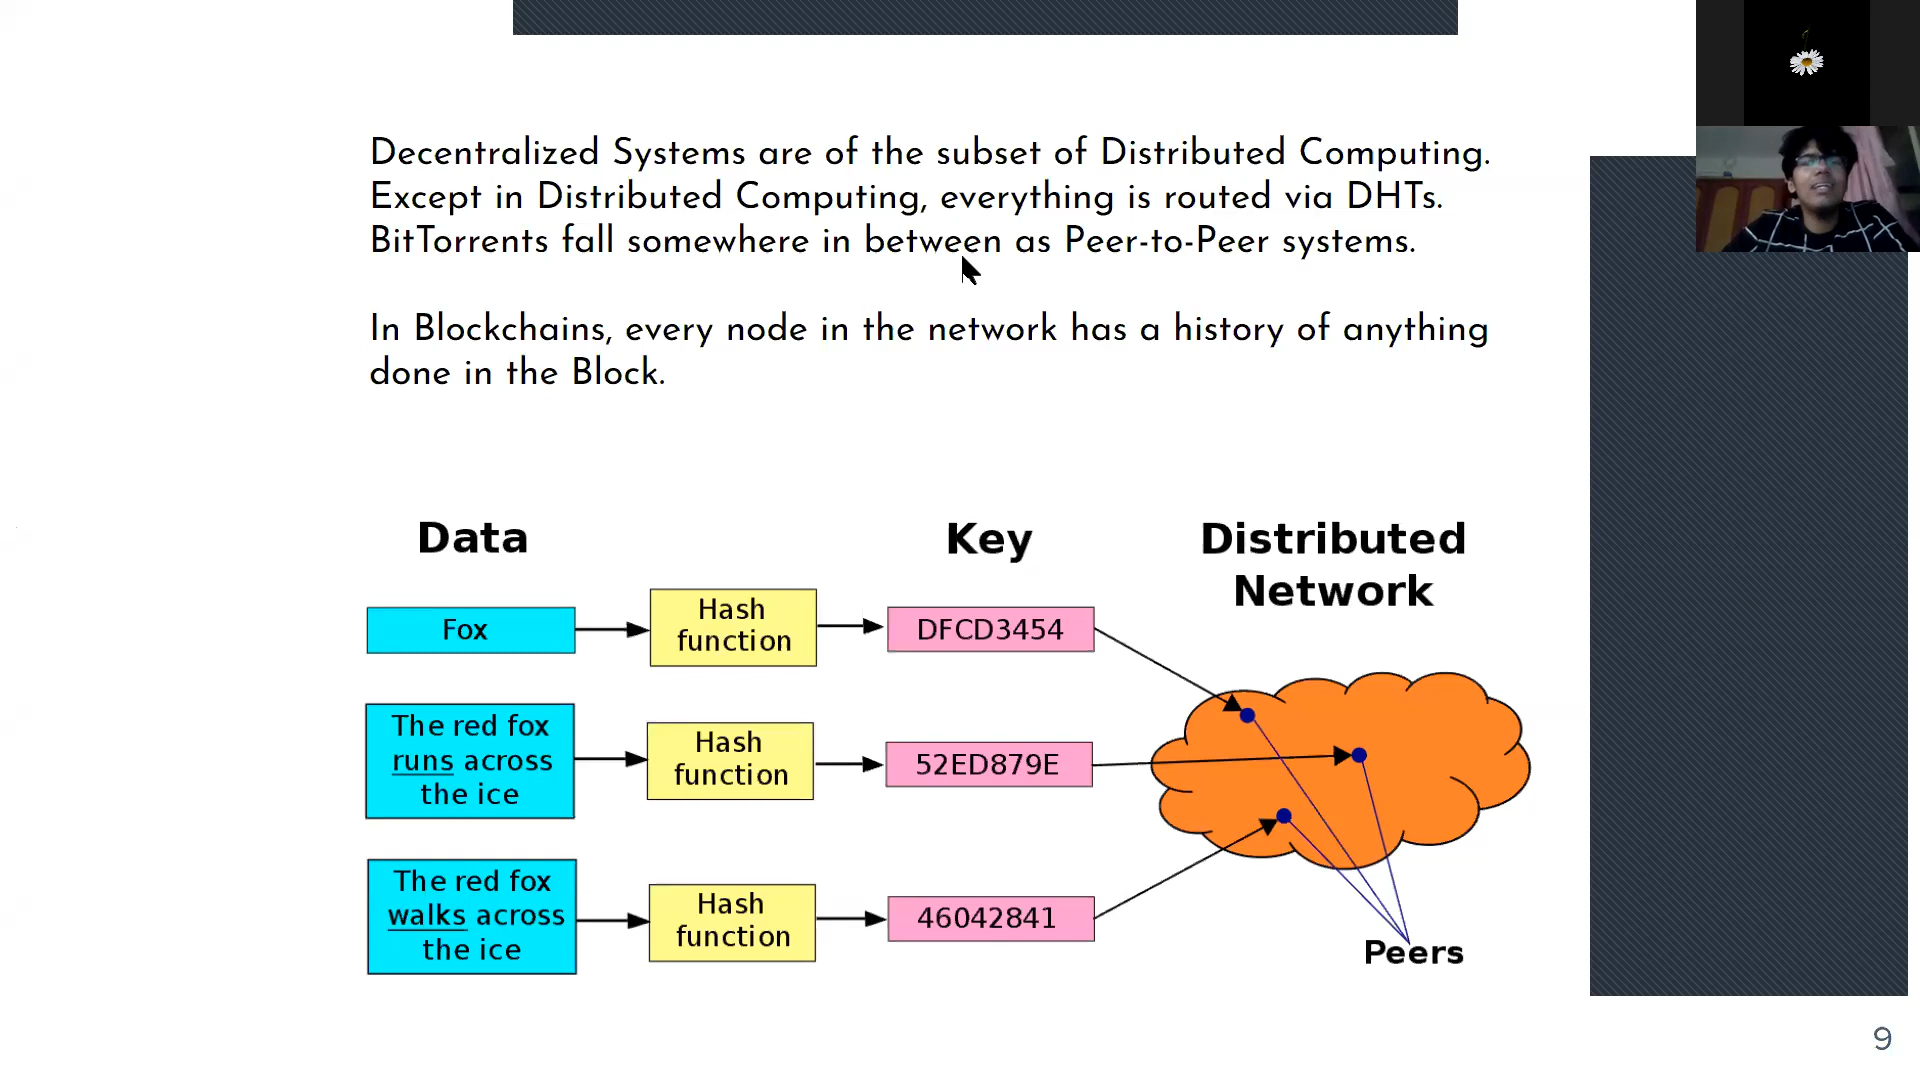 Decentralized Systems are of the subset of Distributed Computing.
Except in Distributed Computing, everything is routed via DHTs.
BitTorrents fall somewhere in between as Peer-to-Peer systems.
In Blockchains, every node in the network has a history of anything
done in the Block.
Data
Key
Distributed
Network
Fox
Hash
function
DFCD3454
The red fox
runs across
the ice
Hash
function
52ED879E
The red fox
walks across
the ice
Hash
function
46042841
Peers
9